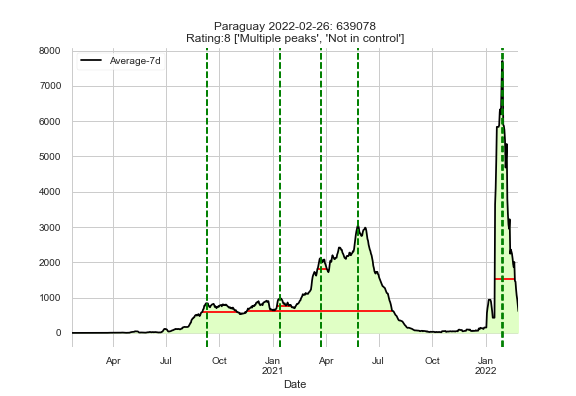 Paraguay 2022-02-26: 639078
Rating:8 ['Multiple peaks', 'Not in control']
8000
Average-7d
7000
6000
5000
4000
3000
2000
1000
0
Apr Jul Oct Jan Apr Jul Oct Jan
2021 2022
Date